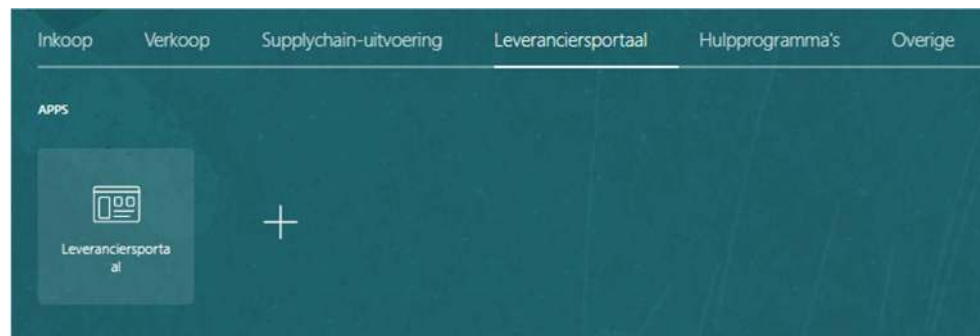 Inkoop Verkoop Supplychain-uitvoering Leveranciersportaal Hulpprogramma's Overige
APPS
Leveranciersporta
al